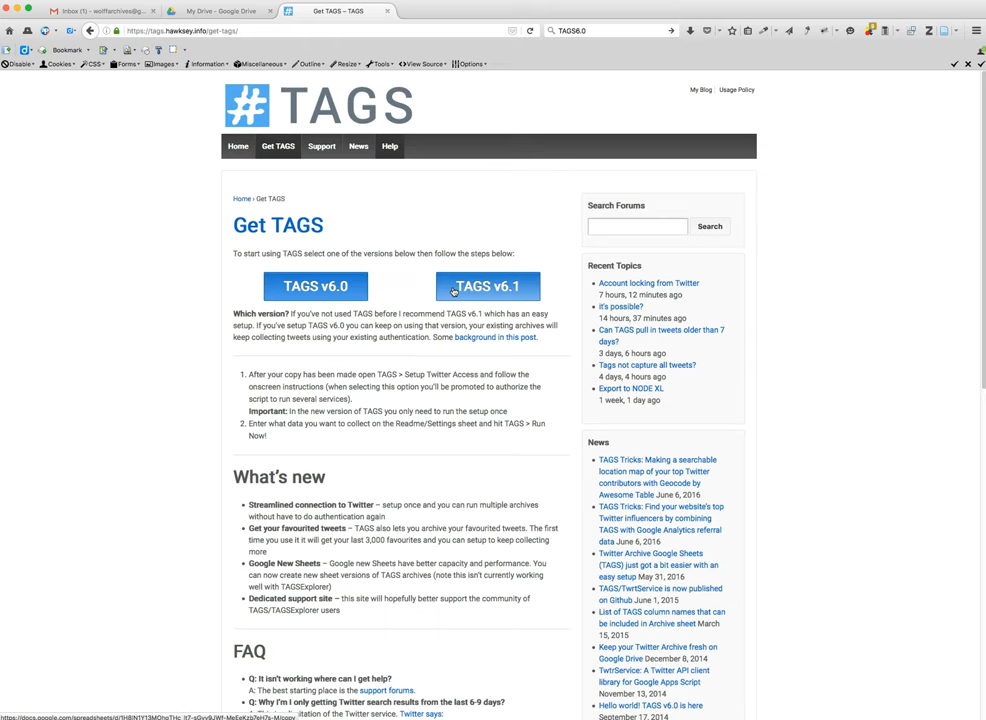 Inbox (1) - wolffarchives@g...
My Drive - Google Drive
Get TAGS – TAGS
https://tags.hawksey.info/get-tags/
TAGS6.0
Bookmark
Disable
Cookies
CSS
Forms
Images
Information
Miscellaneous
Outline
Resize
Tools
View Source
Options
# TAGS
My Blog
Usage Policy
Home
Get TAGS
Support
News
Help
Home › Get TAGS
Get TAGS
To start using TAGS select one of the versions below then follow the steps below:
TAGS v6.0
TAGS v6.1
Which version? If you've not used TAGS before I recommend TAGS v6.1 which has an easy
setup. If you've setup TAGS v6.0 you can keep on using that version, your existing archives will
keep collecting tweets using your existing authentication. Some background in this post.
1. After your copy has been made open TAGS > Setup Twitter Access and follow the
onscreen instructions (when selecting this option you'll be promoted to authorize the
script to run several services).
Important: In the new version of TAGS you only need to run the setup once
2. Enter what data you want to collect on the Readme/Settings sheet and hit TAGS > Run
Now!
What's new
Streamlined connection to Twitter – setup once and you can run multiple archives
without have to do authentication again
Get your favourited tweets – TAGS also lets you archive your favourited tweets. The first
time you use it it will get your last 3,000 favourites and you can setup to keep collecting
more
Google New Sheets – Google new Sheets have better capacity and performance. You
can now create new sheet versions of TAGS archives (note this isn't currently working
well with TAGSExplorer)
Dedicated support site – this site will hopefully better support the community of
TAGS/TAGSExplorer users
FAQ
Q: It isn't working where can I get help?
A: The best starting place is the support forums.
Q: Why I'm I only getting Twitter search results from the last 6-9 days?
Twitter says:
Search Forums
Search
Recent Topics
Account locking from Twitter
7 hours, 12 minutes ago
it's possible?
14 hours, 37 minutes ago
Can TAGS pull in tweets older than 7
days?
3 days, 6 hours ago
Tags not capture all tweets?
4 days, 4 hours ago
Export to NODE XL
1 week, 1 day ago
News
TAGS Tricks: Making a searchable
location map of your top Twitter
contributors with Geocode by
Awesome Table June 6, 2016
TAGS Tricks: Find your website's top
Twitter influencers by combining
TAGS with Google Analytics referral
data June 6, 2016
Twitter Archive Google Sheets
(TAGS) just got a bit easier with an
easy setup May 31, 2016
TAGS/TwrtService is now published
on Github June 1, 2015
List of TAGS column names that can
be included in Archive sheet March
15, 2015
Keep your Twitter Archive fresh on
Google Drive December 8, 2014
TwtrService: A Twitter API client
library for Google Apps Script
November 13, 2014
Hello world! TAGS v6.0 is here
September 17, 2014